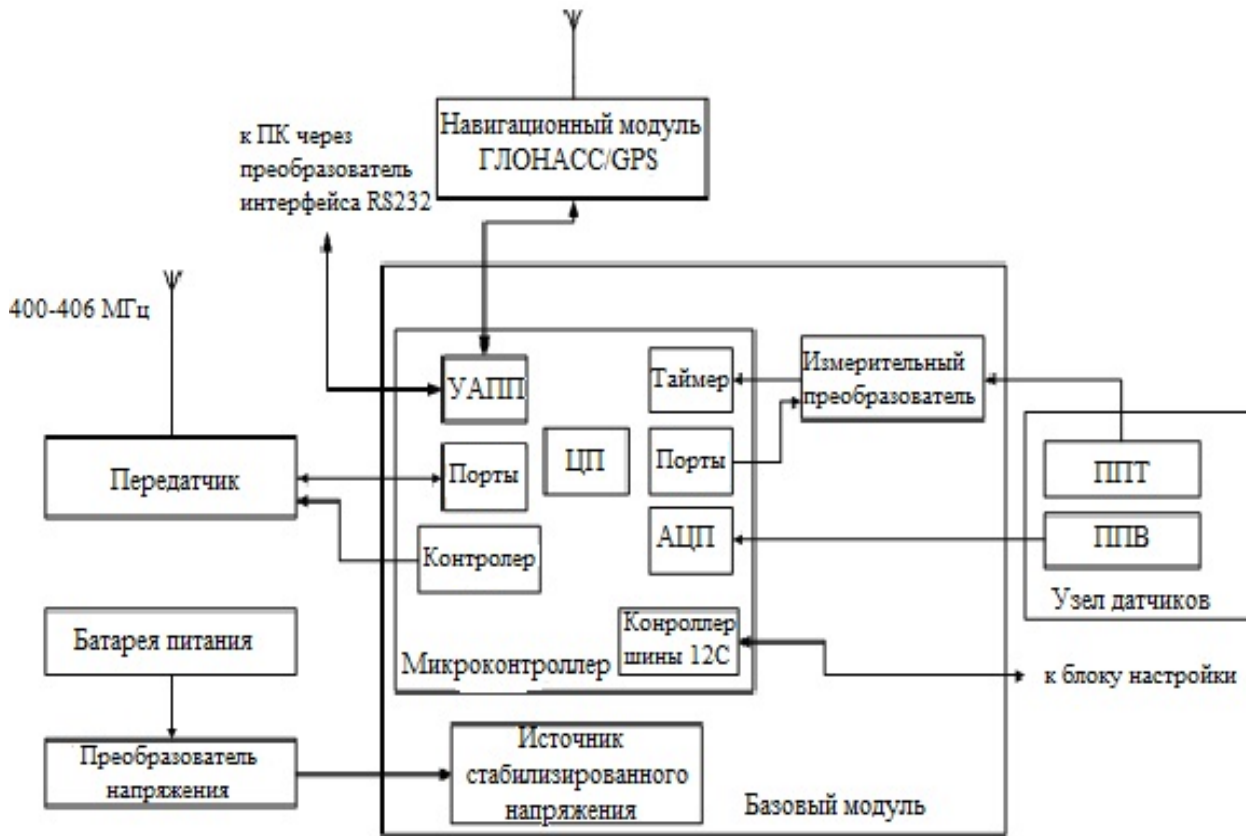 Навигационный модуль
ГЛОНАСС/GPS
к ПК через
преобразователь
интерфейса RS232
400-406 МГц
УАПП
Таймер
Измерительный
преобразователь
Передатчик
Порты
ЦП
Порты
ППТ
Контролер
АЦП
ППВ
Узел датчиков
Батарея питания
Микроконтроллер
Конроллер
шины 12С
к блоку настройки
Преобразователь
напряжения
Источник
стабилизированного
напряжения
Базовый модуль